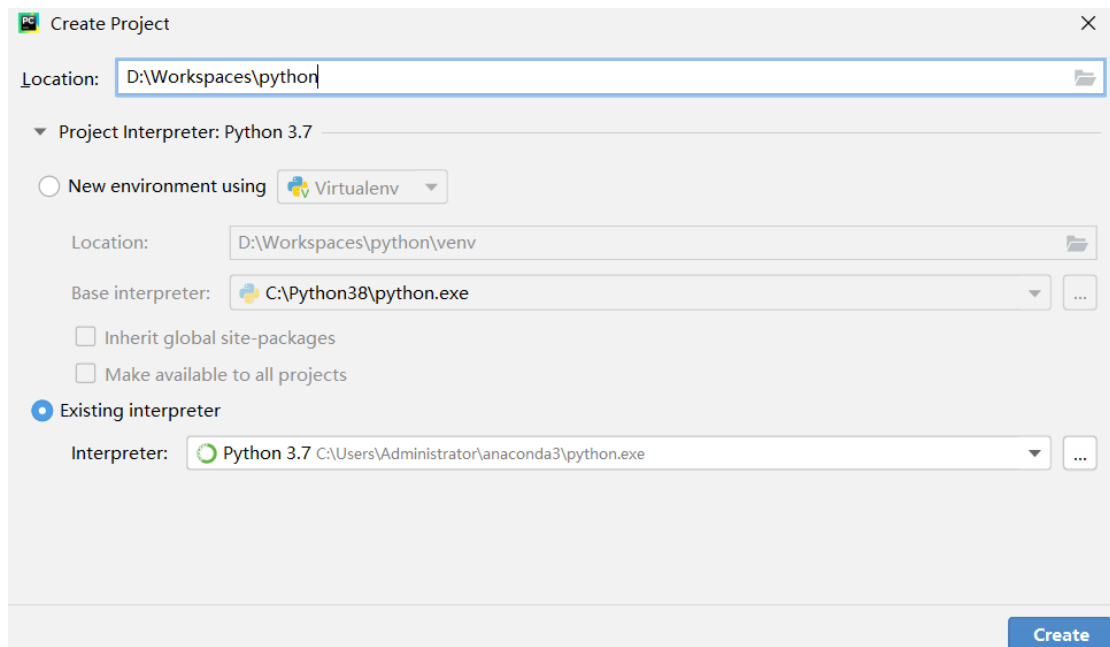 PC Create Project
Location: D:\Workspaces\python
Project Interpreter: Python 3.7
New environment using Virtualenv
Location: D:\Workspaces\python\venv
Base interpreter: C:\Python38\python.exe ...
Inherit global site-packages
Make available to all projects
Existing interpreter
Interpreter: Python 3.7 C:\Users\Administrator\anaconda3\python.exe ...
Create